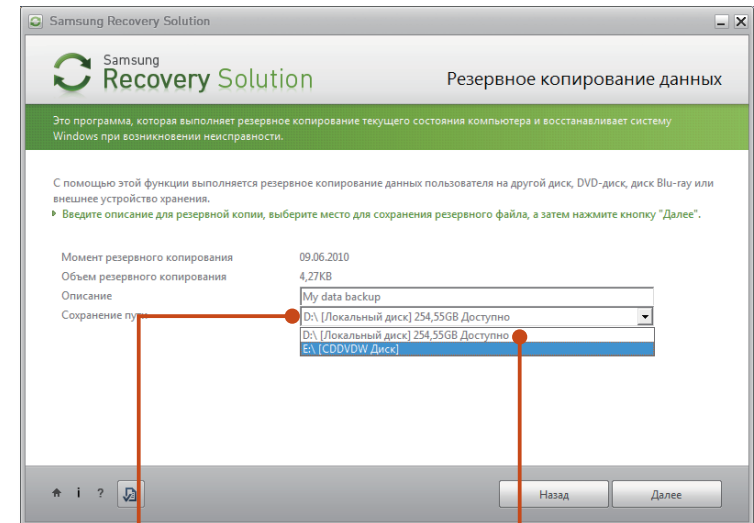 Samsung Recovery Solution
Samsung
Recovery Solution
Резервное копирование данных
Это программа, которая выполняет резервное копирование текущего состояния компьютера и восстанавливает систему
Windows при возникновении неисправности.
С помощью этой функции выполняется резервное копирование данных пользователя на другой диск, DVD-диск, диск Blu-ray или
внешнее устройство хранения.
Введите описание для резервной копии, выберите место для сохранения резервного файла, а затем нажмите кнопку "Далее".
Момент резервного копирования 09.06.2010
Объем резервного копирования 4,27KB
Описание My data backup
Сохранение пути D:\ [Локальный диск] 254,55GB Доступно
D:\ [Локальный диск] 254,55GB Доступно
E:\ [CDDVDW Диск]
i ?
Назад Далее